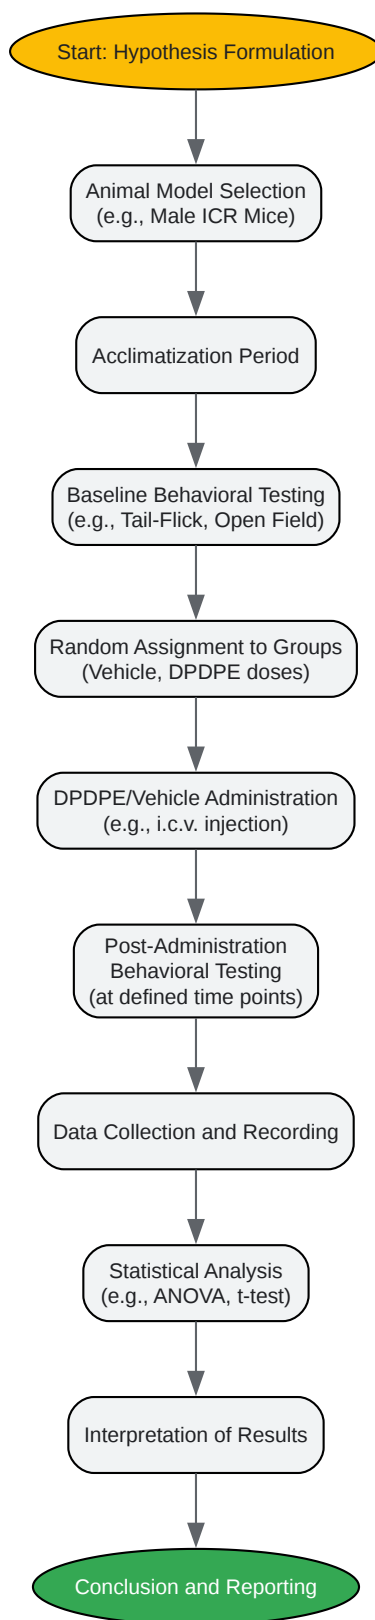 Start: Hypothesis Formulation
Animal Model Selection
(e.g., Male ICR Mice)
Acclimatization Period
Baseline Behavioral Testing
(e.g., Tail-Flick, Open Field)
Random Assignment to Groups
(Vehicle, DPDPE doses)
DPDPE/Vehicle Administration
(e.g., i.c.v. injection)
Post-Administration
Behavioral Testing
(at defined time points)
Data Collection and Recording
Statistical Analysis
(e.g., ANOVA, t-test)
Interpretation of Results
Conclusion and Reporting